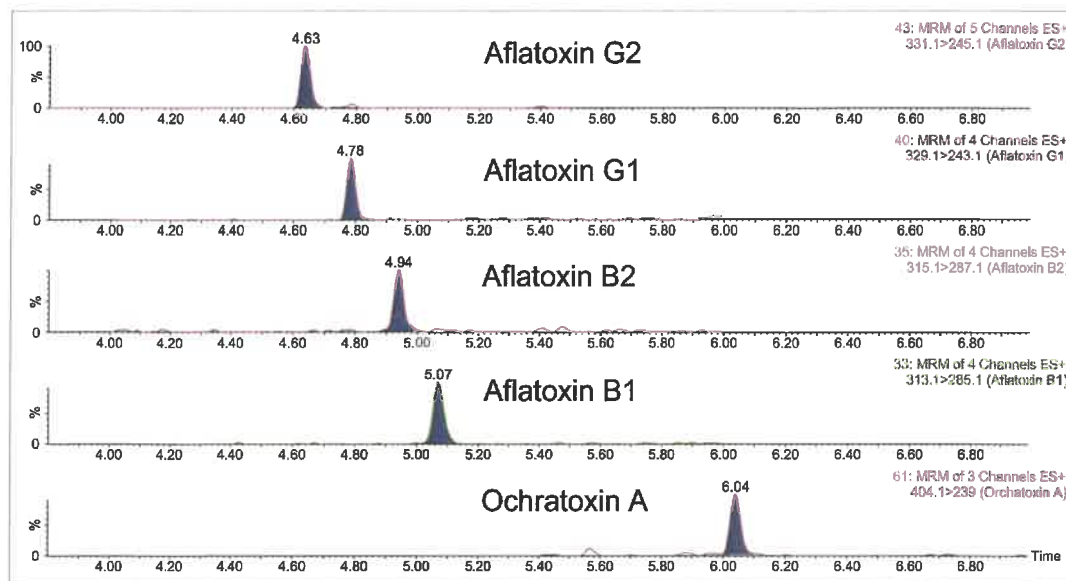 43: MRM of 5 Channels ES+
331.1>245.1 (Aflatoxin G2
4.63
Aflatoxin G2
100
%
0
4.00 4.20 4.40 4.60 4.80 5.00 5.20 5.40 5.60 5.80 6.00 6.20 6.40 6.60 6.80
40: MRM of 4 Channels ES+
329.1>243.1 (Aflatoxin G1
4.78
Aflatoxin G1
%
0
4.00 4.20 4.40 4.60 4.80 5.00 5.20 5.40 5.60 5.80 6.00 6.20 6.40 6.60 6.80
35: MRM of 4 Channels ES+
315.1>287.1 (Aflatoxin B2)
4.94
Aflatoxin B2
%
0
4.00 4.20 4.40 4.60 4.80 5.00 5.20 5.40 5.60 5.80 6.00 6.20 6.40 6.60 6.80
33: MRM of 4 Channels ES+
313.1>285.1 (Aflatoxin B1)
5.07
Aflatoxin B1
%
0
4.00 4.20 4.40 4.60 4.80 5.00 5.20 5.40 5.60 5.80 6.00 6.20 6.40 6.60 6.80
61: MRM of 3 Channels ES+
404.1>239 (Orchatoxin A)
6.04
Ochratoxin A
%
0
Time
4.00 4.20 4.40 4.60 4.80 5.00 5.20 5.40 5.60 5.80 6.00 6.20 6.40 6.60 6.80